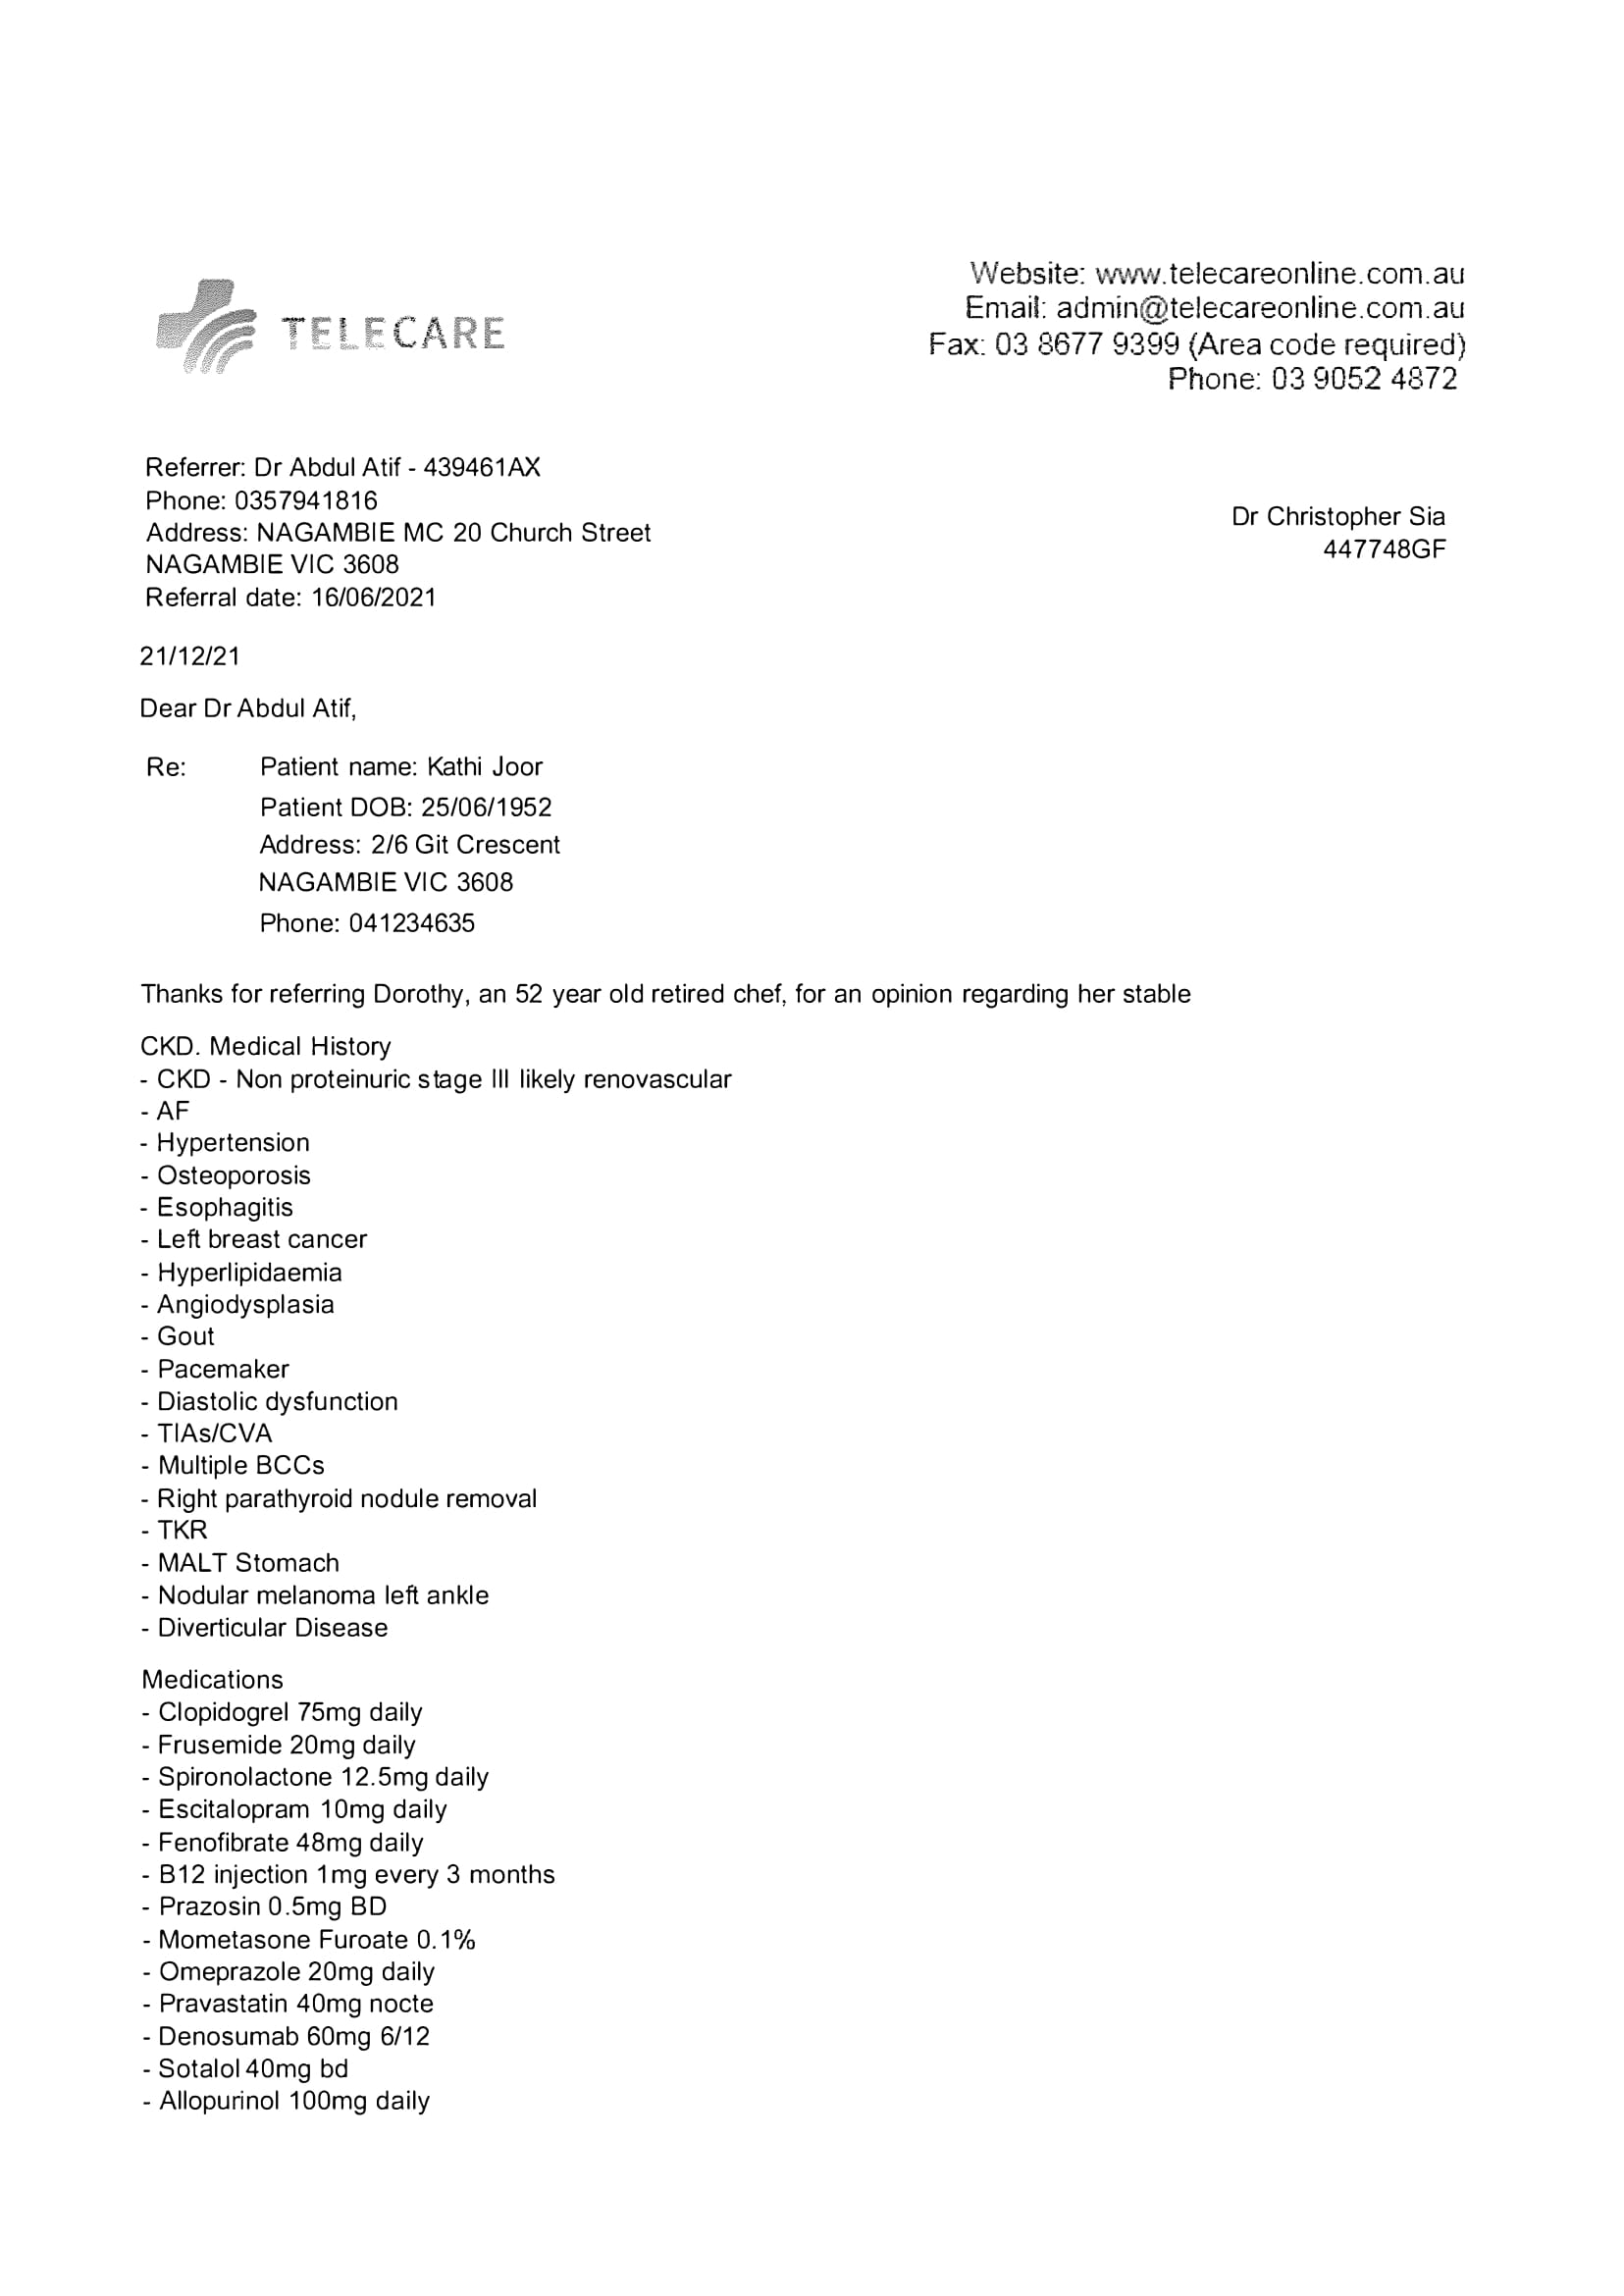 TELECARE
Website: www.telecareonline.com.au
Email: admin@telecareonline.com.au
Fax: 03 8677 9399 (Area code required)
Phone: 03 9052 4872
Referrer: Dr Abdul Atif - 439461AX
Phone: 0357941816
Address: NAGAMBIE MC 20 Church Street
NAGAMBIE VIC 3608
Referral date: 16/06/2021
Dr Christopher Sia
447748GF
21/12/21
Dear Dr Abdul Atif,
Re: Patient name: Kathi Joor
Patient DOB: 25/06/1952
Address: 2/6 Git Crescent
NAGAMBIE VIC 3608
Phone: 041234635
Thanks for referring Dorothy, an 52 year old retired chef, for an opinion regarding her stable
CKD. Medical History
- CKD - Non proteinuric stage III likely renovascular
- AF
- Hypertension
- Osteoporosis
- Esophagitis
- Left breast cancer
- Hyperlipidaemia
- Angiodysplasia
- Gout
- Pacemaker
- Diastolic dysfunction
- TIAs/CVA
- Multiple BCCs
- Right parathyroid nodule removal
- TKR
- MALT Stomach
- Nodular melanoma left ankle
- Diverticular Disease
Medications
- Clopidogrel 75mg daily
- Frusemide 20mg daily
- Spironolactone 12.5mg daily
- Escitalopram 10mg daily
- Fenofibrate 48mg daily
- B12 injection 1mg every 3 months
- Prazosin 0.5mg BD
- Mometasone Furoate 0.1%
- Omeprazole 20mg daily
- Pravastatin 40mg nocte
- Denosumab 60mg 6/12
- Sotalol 40mg bd
- Allopurinol 100mg daily